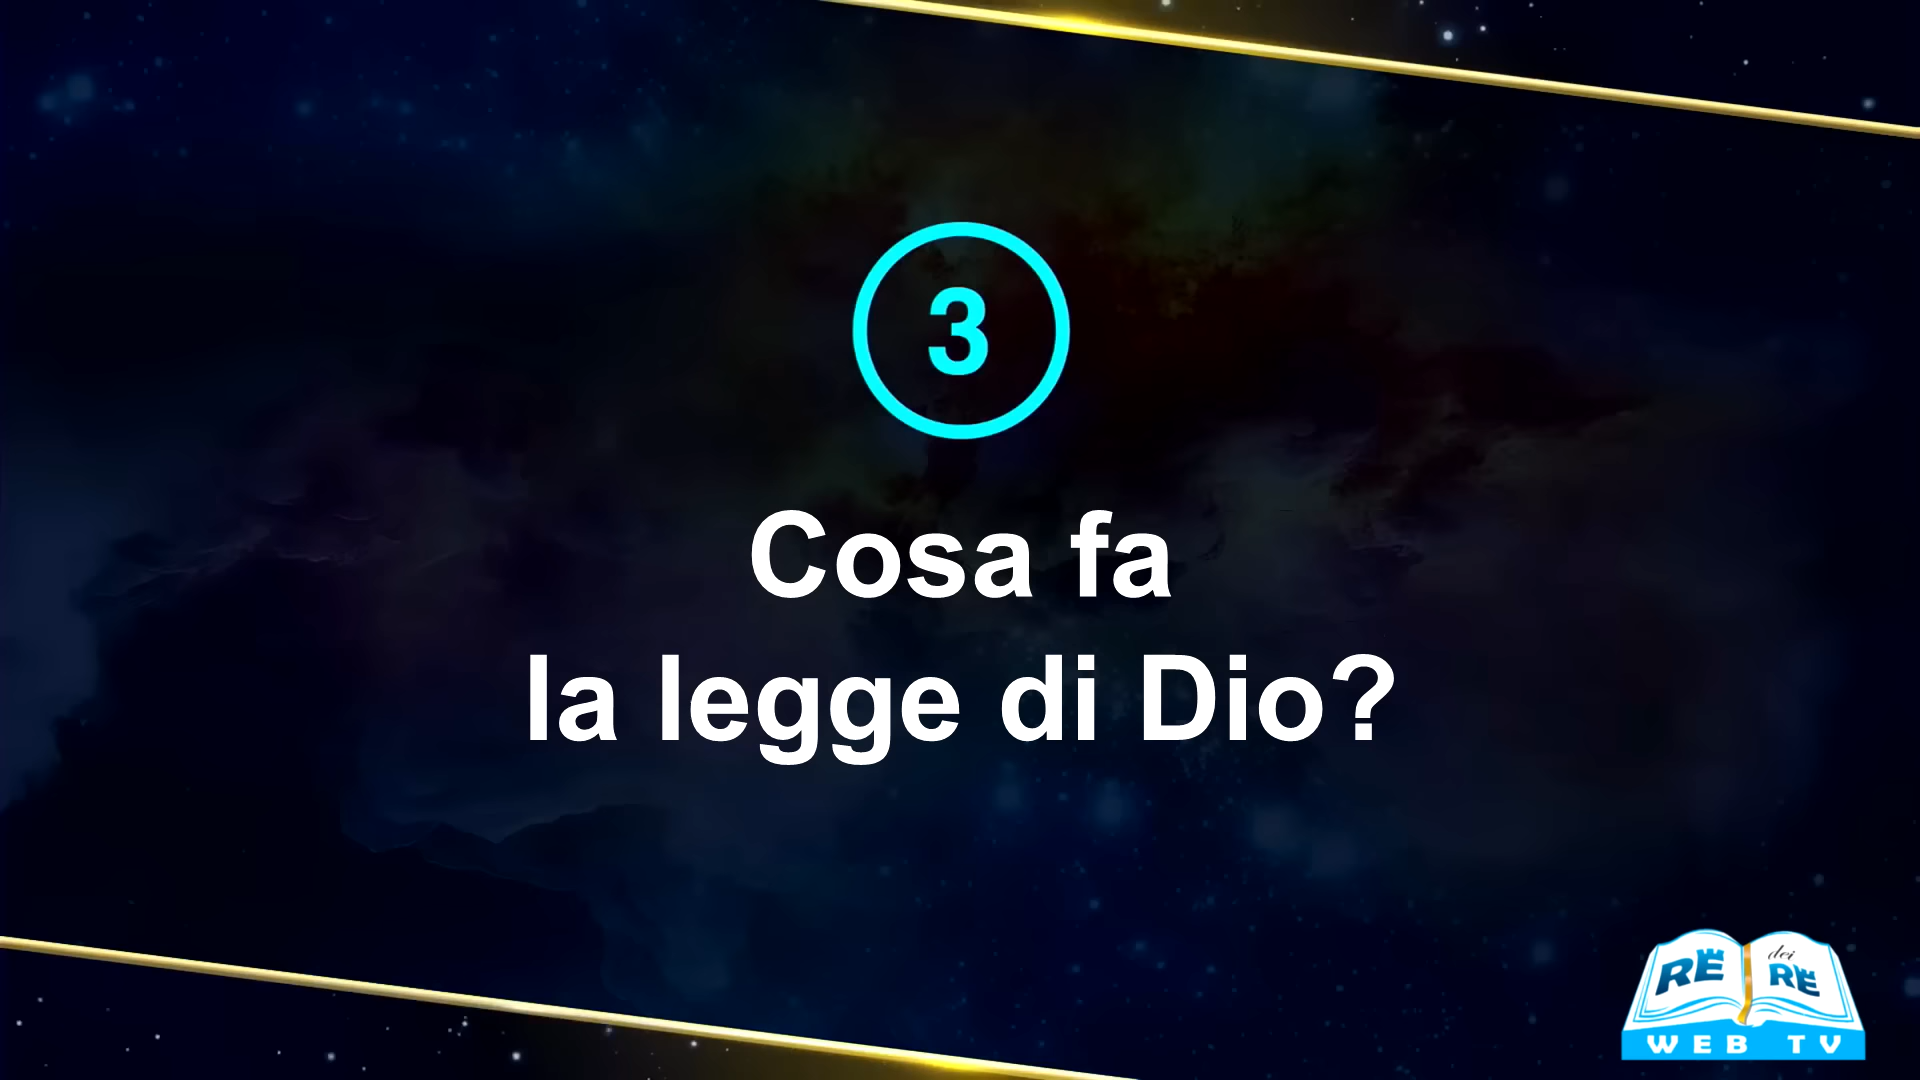 3
Cosa fa
la legge di Dio?
RE dei RE
WEB TV